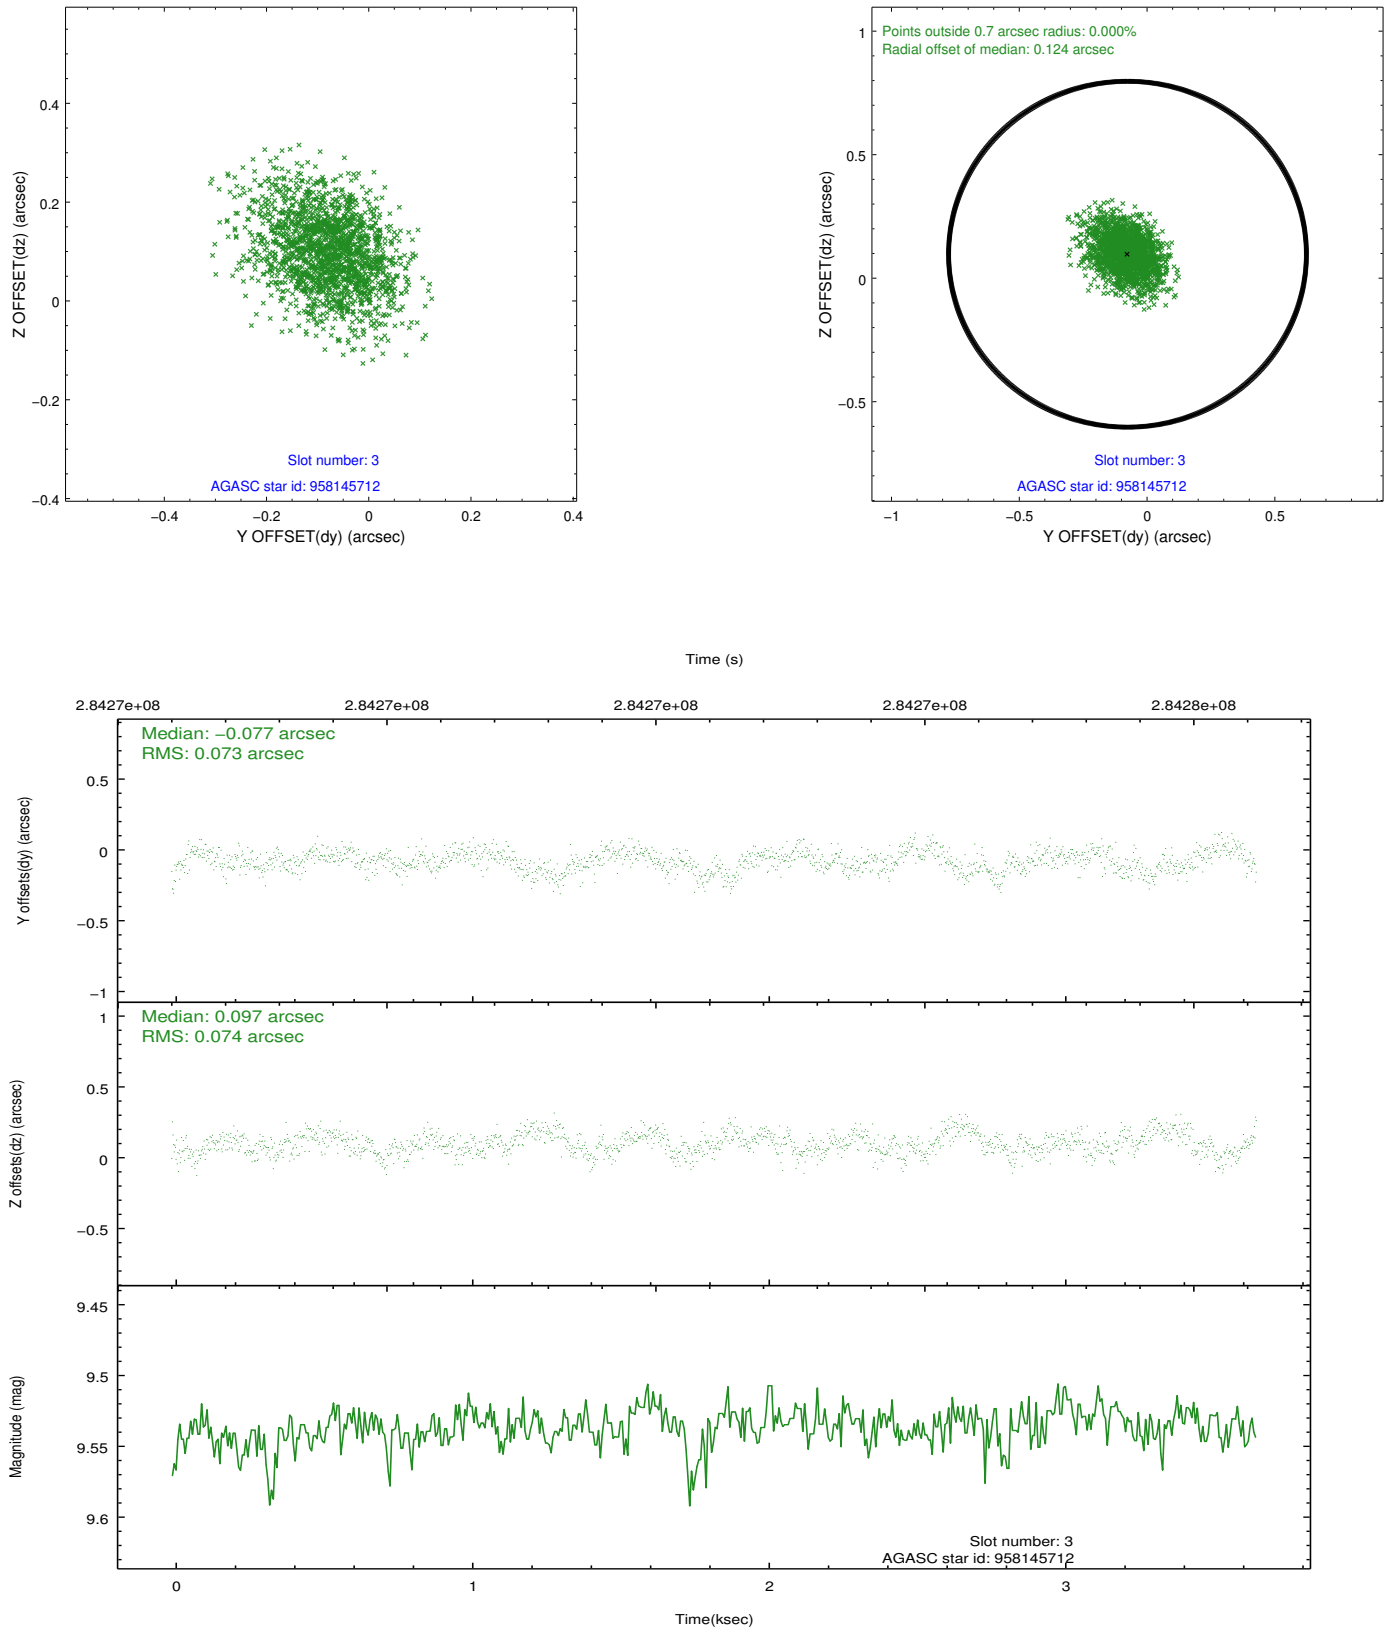 0.4
0.2
0
−0.2
−0.4
Z OFFSET(dz) (arcsec)
Slot number: 3
AGASC star id: 958145712
−0.4
−0.2
0
0.2
0.4
Y OFFSET(dy) (arcsec)
Points outside 0.7 arcsec radius: 0.000%
Radial offset of median: 0.124 arcsec
1
0.5
0
−0.5
Z OFFSET(dz) (arcsec)
Slot number: 3
AGASC star id: 958145712
−1
−0.5
0
0.5
Y OFFSET(dy) (arcsec)
Time (s)
2.8427e+08
2.8427e+08
2.8427e+08
2.8427e+08
2.8428e+08
Median: −0.077 arcsec
RMS: 0.073 arcsec
0.5
0
−0.5
−1
Y offsets(dy) (arcsec)
Median: 0.097 arcsec
RMS: 0.074 arcsec
1
0.5
0
−0.5
Z offsets(dz) (arcsec)
9.45
9.5
9.55
9.6
Magnitude (mag)
Slot number: 3
AGASC star id: 958145712
0
1
2
3
Time(ksec)